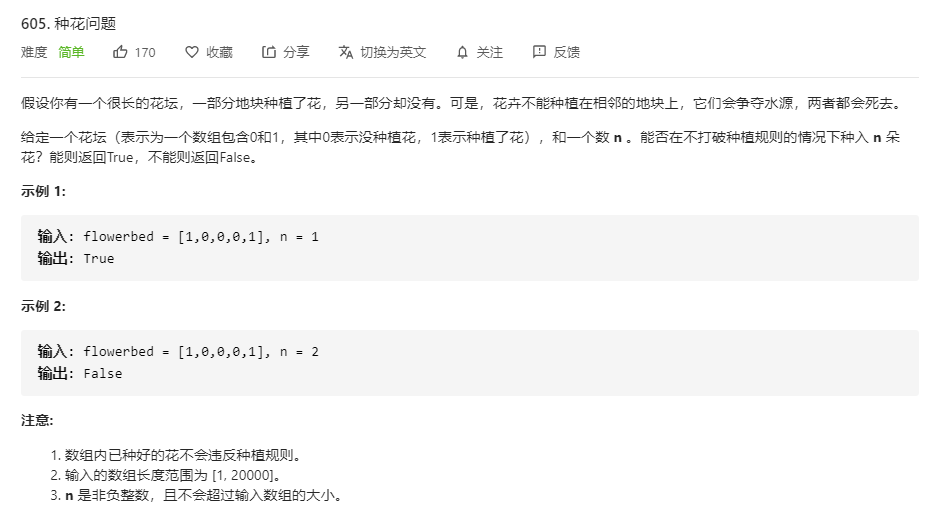 605. 种花问题
难度 简单 170 收藏 分享 切换为英文 关注 反馈
假设你有一个很长的花坛，一部分地块种植了花，另一部分却没有。可是，花卉不能种植在相邻的地块上，它们会争夺水源，两者都会死去。
给定一个花坛（表示为一个数组包含0和1，其中0表示没种植花，1表示种植了花），和一个数 n 。能否在不打破种植规则的情况下种入 n 朵
花？能则返回True，不能则返回False。
示例 1:
输入: flowerbed = [1,0,0,0,1], n = 1
输出: True
示例 2:
输入: flowerbed = [1,0,0,0,1], n = 2
输出: False
注意:
1. 数组内已种好的花不会违反种植规则。
2. 输入的数组长度范围为 [1, 20000]。
3. n 是非负整数，且不会超过输入数组的大小。